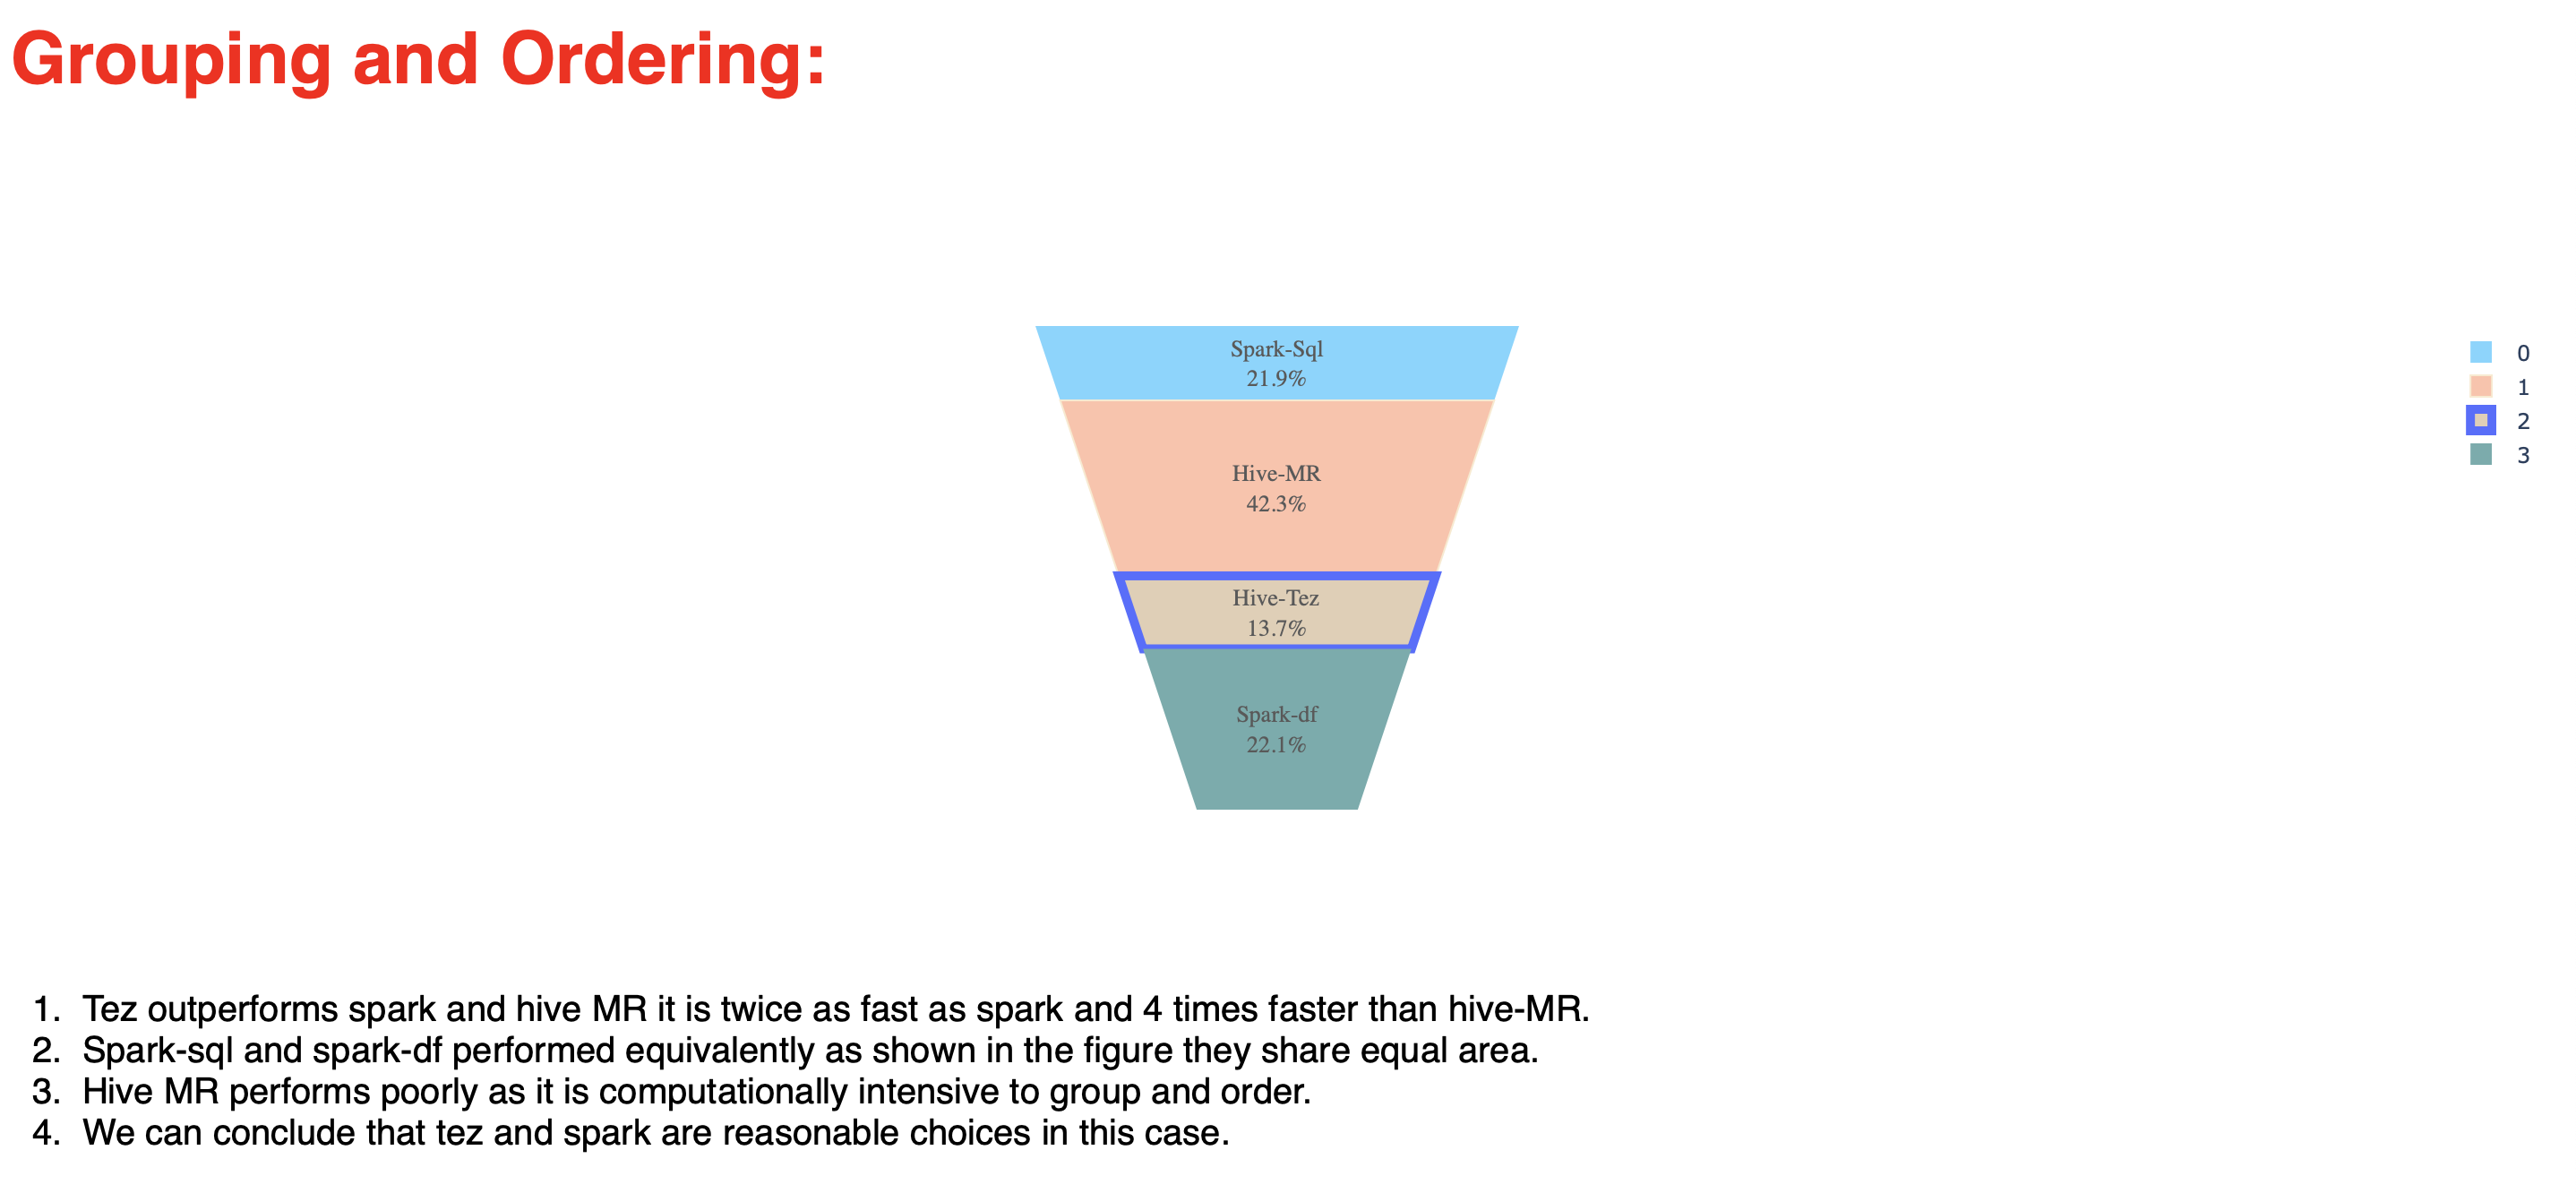 Grouping and Ordering:
Spark-Sql
21.9%
Hive-MR
42.3%
Hive-Tez
13.7%
Spark-df
22.1%
0
1
2
3
1. Tez outperforms spark and hive MR it is twice as fast as spark and 4 times faster than hive-MR.
2. Spark-sql and spark-df performed equivalently as shown in the figure they share equal area.
3. Hive MR performs poorly as it is computationally intensive to group and order.
4. We can conclude that tez and spark are reasonable choices in this case.